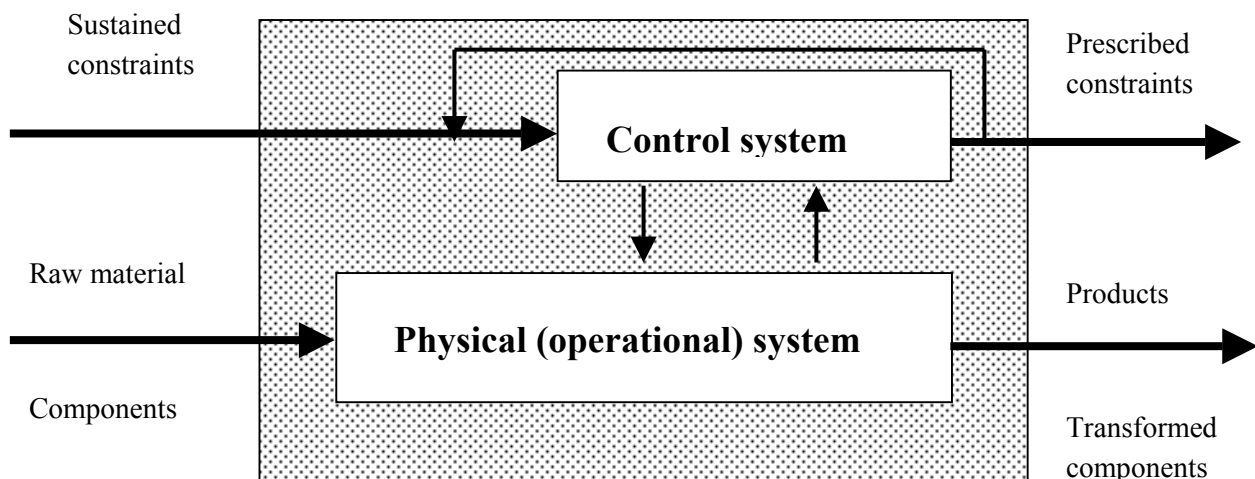 Sustained
constraints
Prescribed
constraints
Control system
Raw material
Products
Physical (operational) system
Components
Transformed
components